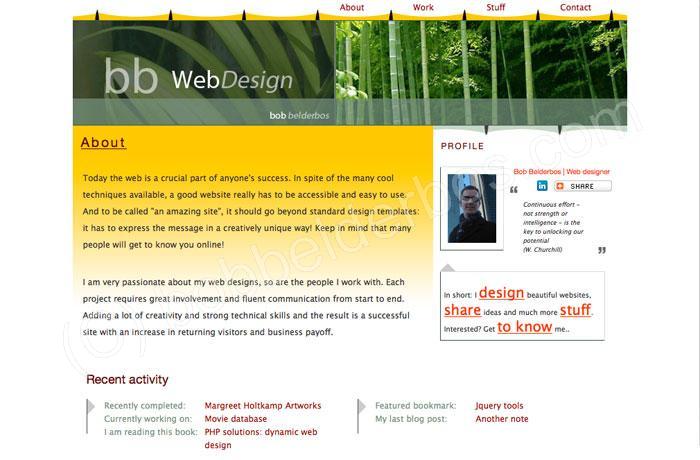 About Work Stuff Contact
bb WebDesign
bob belderbos
About
Today the web is a crucial part of anyone's success. In spite of the many cool
techniques available, a good website really has to be accessible and easy to use.
And to be called "an amazing site", it should go beyond standard design templates:
it has to express the message in a creatively unique way! Keep in mind that many
people will get to know you online!
I am very passionate about my web designs, so are the people I work with. Each
project requires great involvement and fluent communication from start to end.
Adding a lot of creativity and strong technical skills and the result is a successful
site with an increase in returning visitors and business payoff.
PROFILE
Bob Belderbos | Web designer
in SHARE
“
Continuous effort -
not strength or
intelligence - is the
key to unlocking our
potential
(W. Churchill)
”
In short: I design beautiful websites,
share ideas and much more stuff.
Interested? Get to know me..
Recent activity
Recently completed: Margreet Holtkamp Artworks
Currently working on: Movie database
I am reading this book: PHP solutions: dynamic web
design
Featured bookmark: Jquery tools
My last blog post: Another note